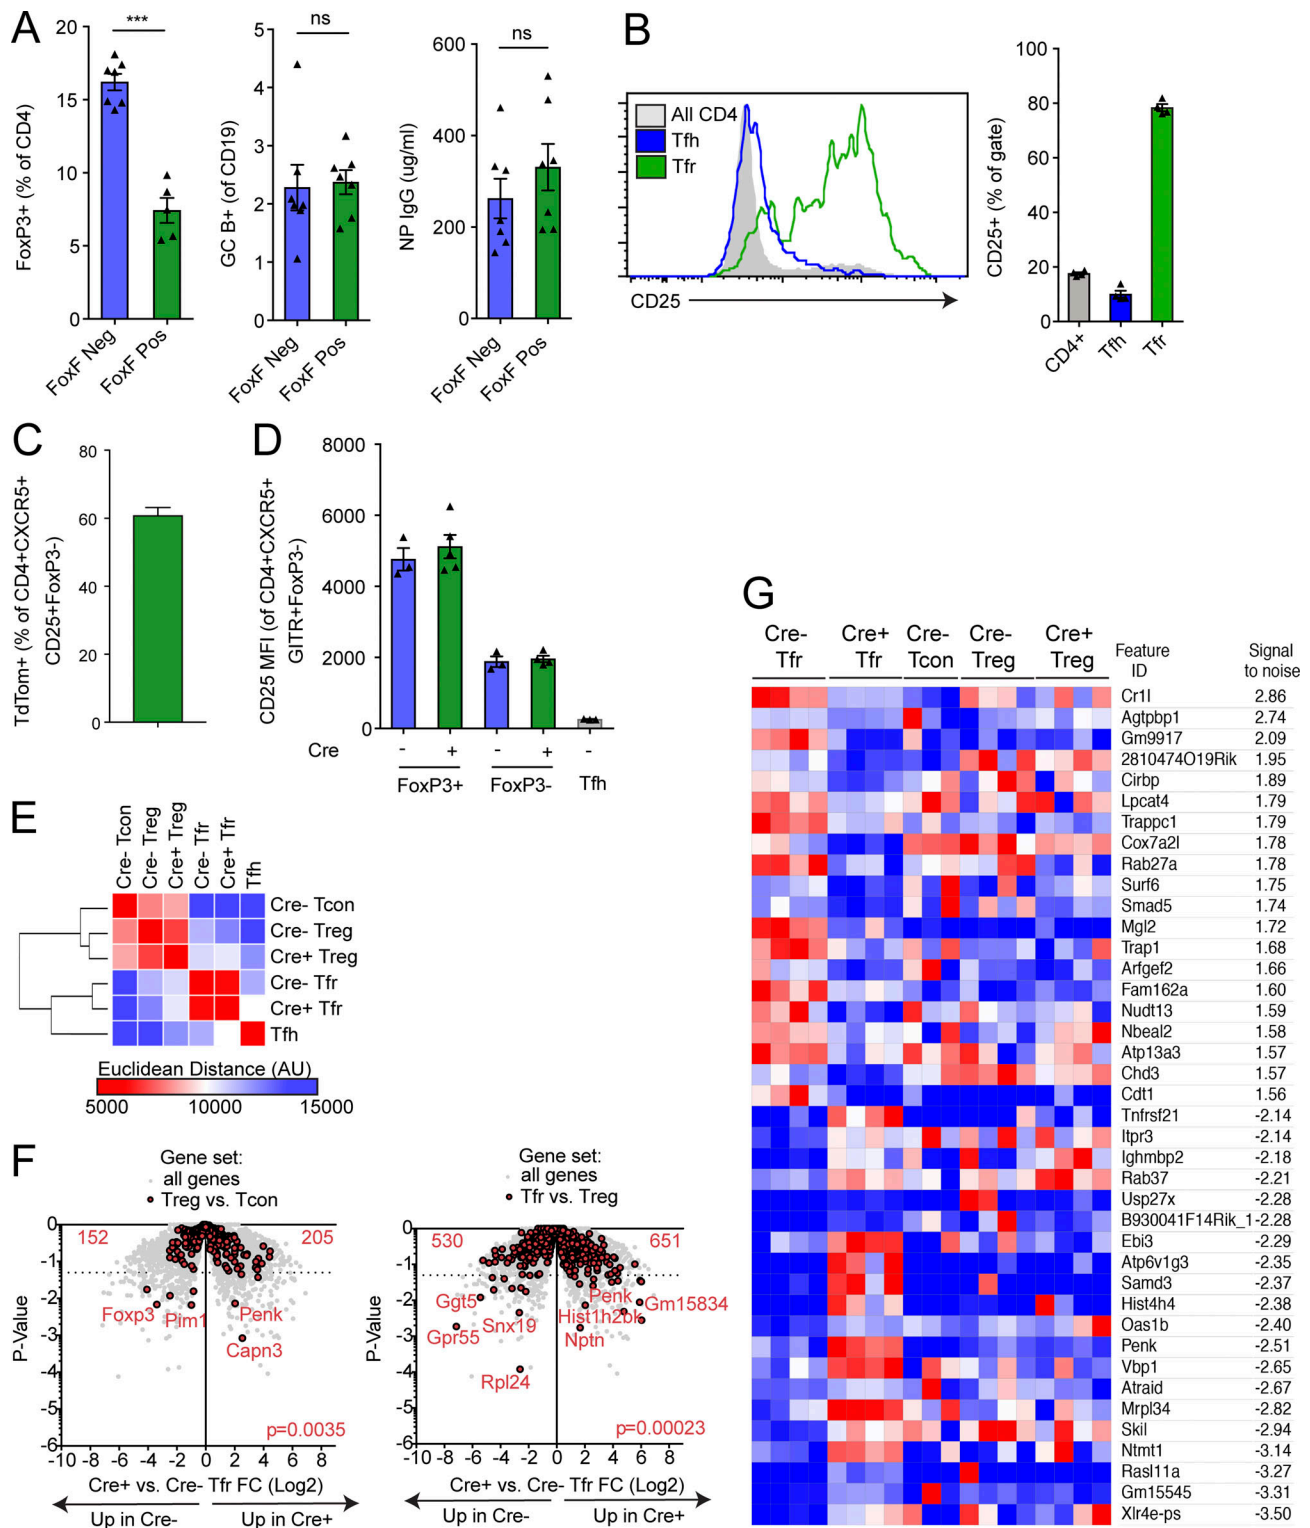 A
FoxP3+ (% of CD4)
20
15
10
5
0
***
FoxF Neg
FoxF Pos
GC B+ (of CD19)
5
4
3
2
1
0
ns
FoxF Neg
FoxF Pos
NP IgG (ug/ml)
600
400
200
0
ns
FoxF Neg
FoxF Pos
B
All CD4
Tfh
Tfr
CD25
CD25+ (% of gate)
100
80
60
40
20
0
CD4+
Tfh
Tfr
C
TdTom+ (% of CD4+CXCR5+
CD25+FoxP3-)
80
60
40
20
0
D
CD25 MFI (of CD4+CXCR5+
GITR+FoxP3-)
8000
6000
4000
2000
0
Cre - + - + -
FoxP3+ FoxP3- Tfh
E
Cre- Tcon
Cre- Treg
Cre+ Treg
Cre- Tfr
Cre+ Tfr
Tfh
Cre- Tcon
Cre- Treg
Cre+ Treg
Cre- Tfr
Cre+ Tfr
Tfh
Euclidean Distance (AU)
5000 10000 15000
F
Gene set:
all genes
Treg vs. Tcon
P-Value
0
-1
-2
-3
-4
-5
-6
152 205
Foxp3 Pim1 Penk
Capn3
p=0.0035
-10 -8 -6 -4 -2 0 2 4 6 8
Cre+ vs. Cre- Tfr FC (Log2)
Up in Cre- Up in Cre+
Gene set:
all genes
Tfr vs. Treg
P-Value
0
-1
-2
-3
-4
-5
-6
530 651
Ggt5 Penk Gm15834
Snx19 Hist1h2bk
Gpr55 Nptn
Rpl24
p=0.00023
-10 -8 -6 -4 -2 0 2 4 6 8
Cre+ vs. Cre- Tfr FC (Log2)
Up in Cre- Up in Cre+
G
Cre- Cre+ Cre- Cre- Cre+
Tfr Tfr Tcon Treg Treg
Feature Signal
ID to noise
Cr1l 2.86
Agtpbp1 2.74
Gm9917 2.09
2810474O19Rik 1.95
Cirbp 1.89
Lpcat4 1.79
Trappc1 1.79
Cox7a2l 1.78
Rab27a 1.78
Surf6 1.75
Smad5 1.74
Mgl2 1.72
Trap1 1.68
Arfgef2 1.66
Fam162a 1.60
Nudt13 1.59
Nbeal2 1.58
Atp13a3 1.57
Chd3 1.57
Cdt1 1.56
Tnfrsf21 -2.14
Itpr3 -2.14
Ighmbp2 -2.18
Rab37 -2.21
Usp27x -2.28
B930041F14Rik_1 -2.28
Ebi3 -2.29
Atp6v1g3 -2.35
Samd3 -2.37
Hist4h4 -2.38
Oas1b -2.40
Penk -2.51
Vbp1 -2.65
Atraid -2.67
Mrpl34 -2.82
Skil -2.94
Ntmt1 -3.14
Rasl11a -3.27
Gm15545 -3.31
Xlr4e-ps -3.50